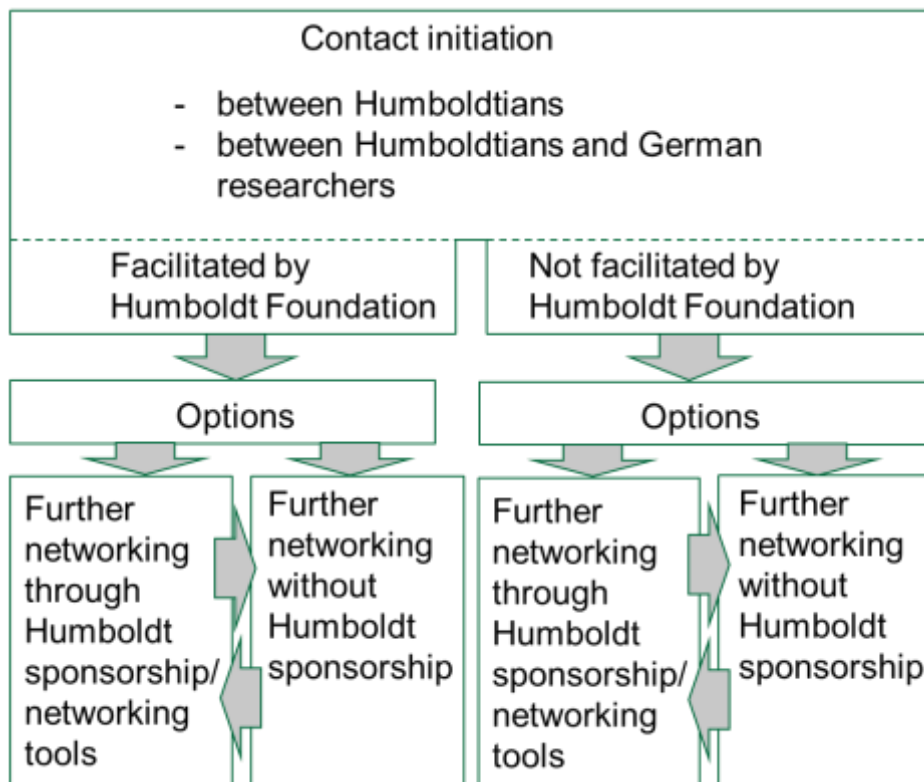 Contact initiation
- between Humboldtians
- between Humboldtians and German
researchers
Facilitated by
Humboldt Foundation
Not facilitated by
Humboldt Foundation
Options
Options
Further
networking
through
Humboldt
sponsorship/
networking
tools
Further
networking
without
Humboldt
sponsorship
Further
networking
through
Humboldt
sponsorship/
networking
tools
Further
networking
without
Humboldt
sponsorship